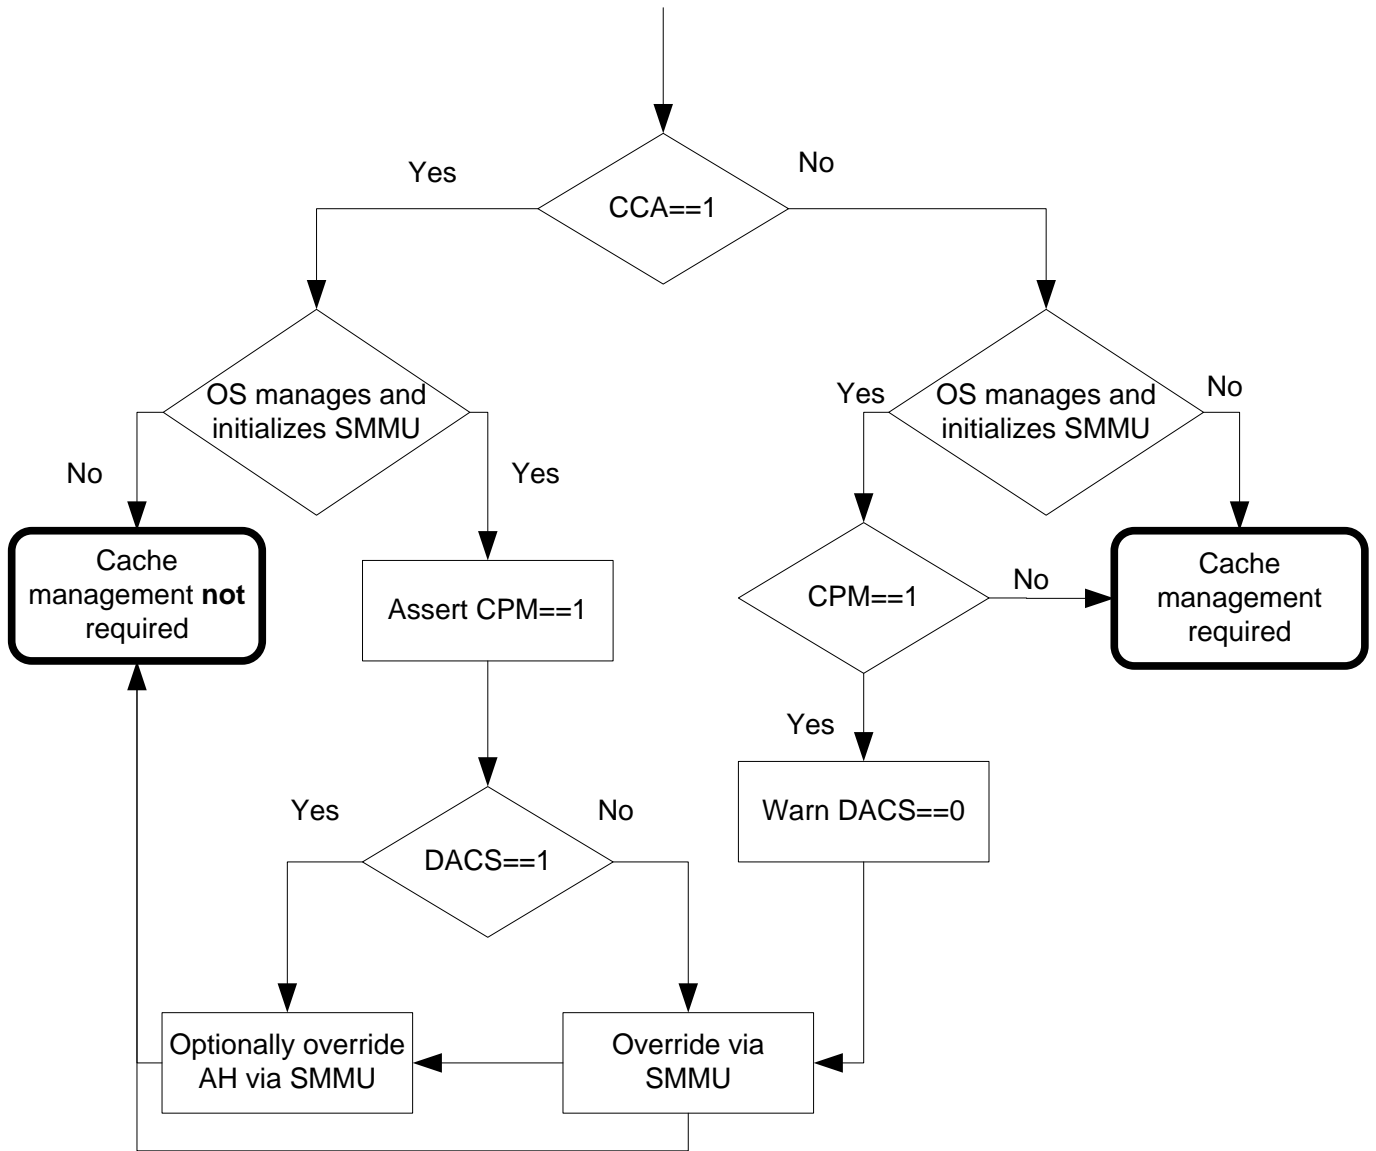 Yes
No
CCA==1
OS manages and
initializes SMMU
Yes
OS manages and
initializes SMMU
No
No
Yes
Cache
management not
required
Assert CPM==1
CPM==1
No
Cache
management
required
Yes
Yes
No
DACS==1
Warn DACS==0
Optionally override
AH via SMMU
Override via
SMMU